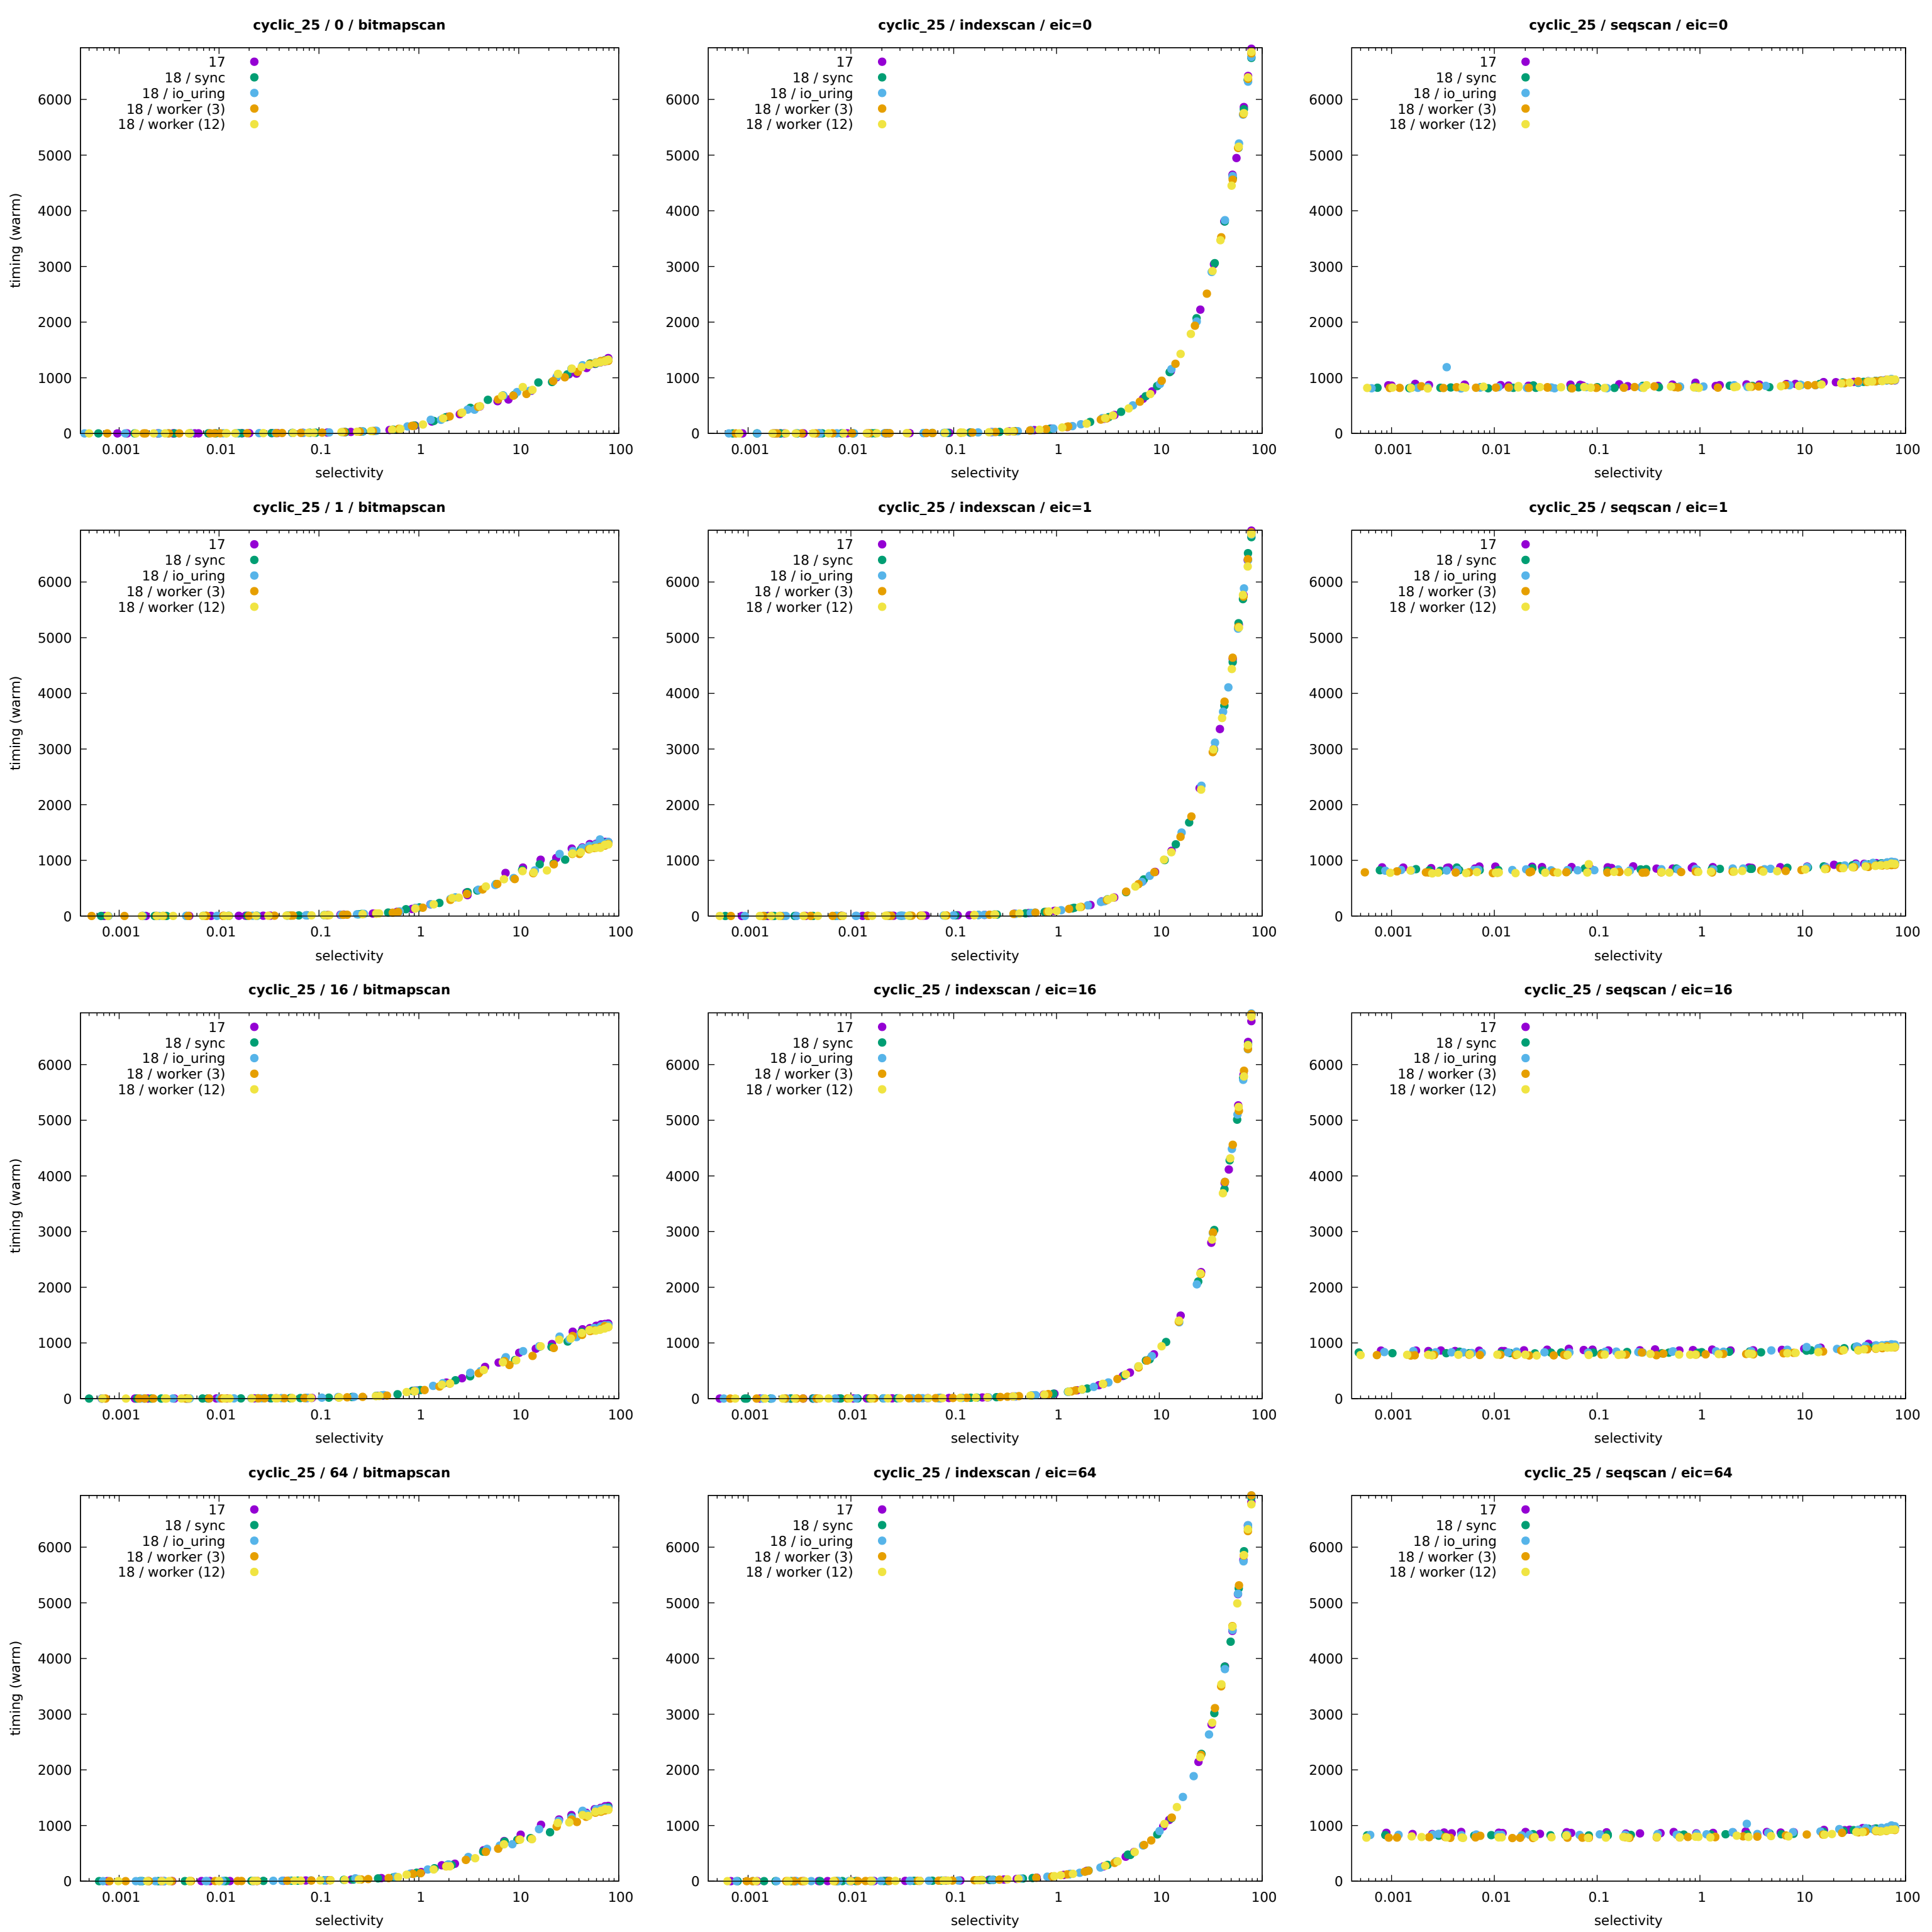 cyclic_25 / 0 / bitmapscan
17
18 / sync
18 / io_uring
18 / worker (3)
18 / worker (12)
timing (warm)
6000
5000
4000
3000
2000
1000
0
0.001 0.01 0.1 1 10 100
selectivity
cyclic_25 / indexscan / eic=0
17
18 / sync
18 / io_uring
18 / worker (3)
18 / worker (12)
6000
5000
4000
3000
2000
1000
0
0.001 0.01 0.1 1 10 100
selectivity
cyclic_25 / seqscan / eic=0
17
18 / sync
18 / io_uring
18 / worker (3)
18 / worker (12)
6000
5000
4000
3000
2000
1000
0
0.001 0.01 0.1 1 10 100
selectivity
cyclic_25 / 1 / bitmapscan
17
18 / sync
18 / io_uring
18 / worker (3)
18 / worker (12)
timing (warm)
6000
5000
4000
3000
2000
1000
0
0.001 0.01 0.1 1 10 100
selectivity
cyclic_25 / indexscan / eic=1
17
18 / sync
18 / io_uring
18 / worker (3)
18 / worker (12)
6000
5000
4000
3000
2000
1000
0
0.001 0.01 0.1 1 10 100
selectivity
cyclic_25 / seqscan / eic=1
17
18 / sync
18 / io_uring
18 / worker (3)
18 / worker (12)
6000
5000
4000
3000
2000
1000
0
0.001 0.01 0.1 1 10 100
selectivity
cyclic_25 / 16 / bitmapscan
17
18 / sync
18 / io_uring
18 / worker (3)
18 / worker (12)
timing (warm)
6000
5000
4000
3000
2000
1000
0
0.001 0.01 0.1 1 10 100
selectivity
cyclic_25 / indexscan / eic=16
17
18 / sync
18 / io_uring
18 / worker (3)
18 / worker (12)
6000
5000
4000
3000
2000
1000
0
0.001 0.01 0.1 1 10 100
selectivity
cyclic_25 / seqscan / eic=16
17
18 / sync
18 / io_uring
18 / worker (3)
18 / worker (12)
6000
5000
4000
3000
2000
1000
0
0.001 0.01 0.1 1 10 100
selectivity
cyclic_25 / 64 / bitmapscan
17
18 / sync
18 / io_uring
18 / worker (3)
18 / worker (12)
timing (warm)
6000
5000
4000
3000
2000
1000
0
0.001 0.01 0.1 1 10 100
selectivity
cyclic_25 / indexscan / eic=64
17
18 / sync
18 / io_uring
18 / worker (3)
18 / worker (12)
6000
5000
4000
3000
2000
1000
0
0.001 0.01 0.1 1 10 100
selectivity
cyclic_25 / seqscan / eic=64
17
18 / sync
18 / io_uring
18 / worker (3)
18 / worker (12)
6000
5000
4000
3000
2000
1000
0
0.001 0.01 0.1 1 10 100
selectivity